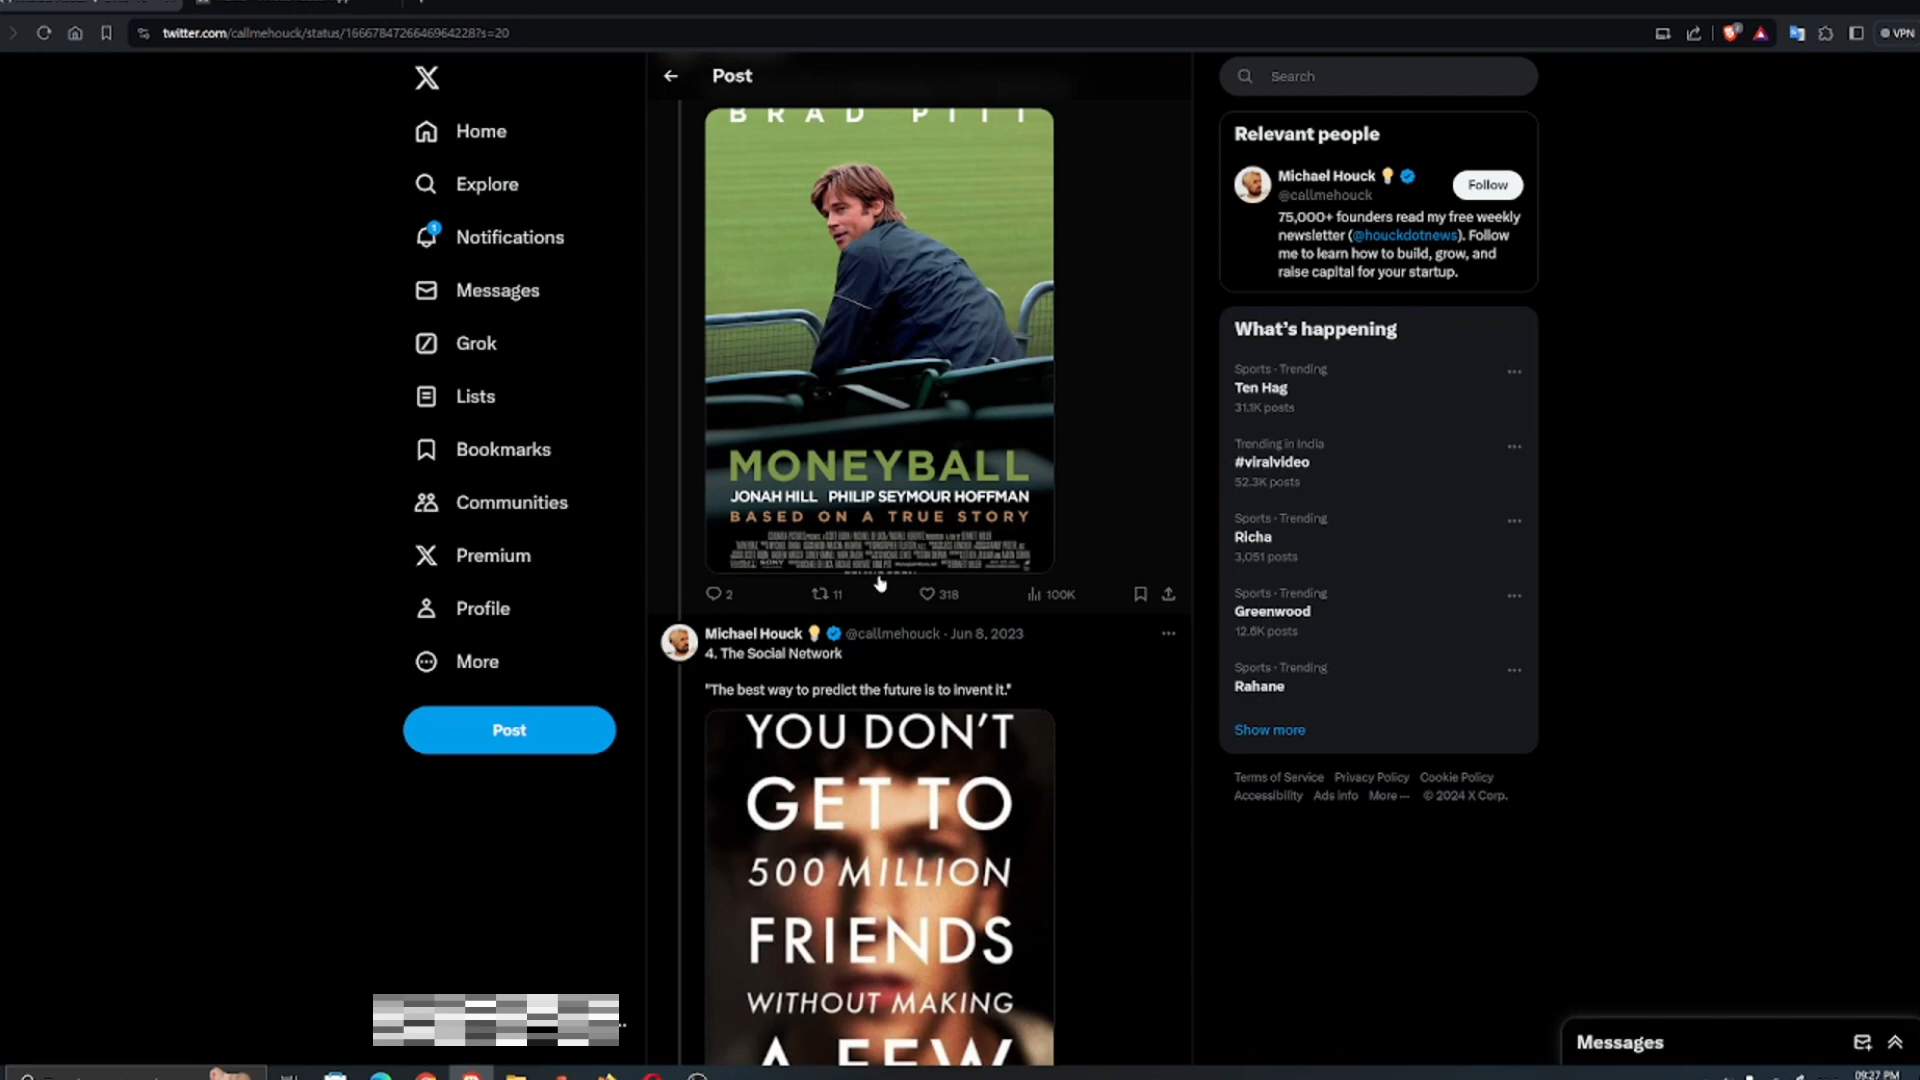 twitter.com/callmehouck/status/1666784726646964228?s=20
VPN
Home
Explore
1
Notifications
Messages
Grok
Lists
Bookmarks
Communities
Premium
Profile
More
Post
Post
BRAD PITT
MONEYBALL
JONAH HILL PHILIP SEYMOUR HOFFMAN
BASED ON A TRUE STORY
2
11
318
100K
Michael Houck @callmehouck · Jun 8, 2023
4. The Social Network
"The best way to predict the future is to invent it."
YOU DON'T
GET TO
500 MILLION
FRIENDS
WITHOUT MAKING
A FEW
Search
Relevant people
Michael Houck
@callmehouck
Follow
75,000+ founders read my free weekly
newsletter (@houckdotnews). Follow
me to learn how to build, grow, and
raise capital for your startup.
What's happening
Sports · Trending
Ten Hag
31.1K posts
Trending in India
#viralvideo
52.3K posts
Sports · Trending
Richa
3,051 posts
Sports · Trending
Greenwood
12.6K posts
Sports · Trending
Rahane
Show more
Terms of Service Privacy Policy Cookie Policy
Accessibility Ads info More ··· © 2024 X Corp.
Messages
09:27 PM